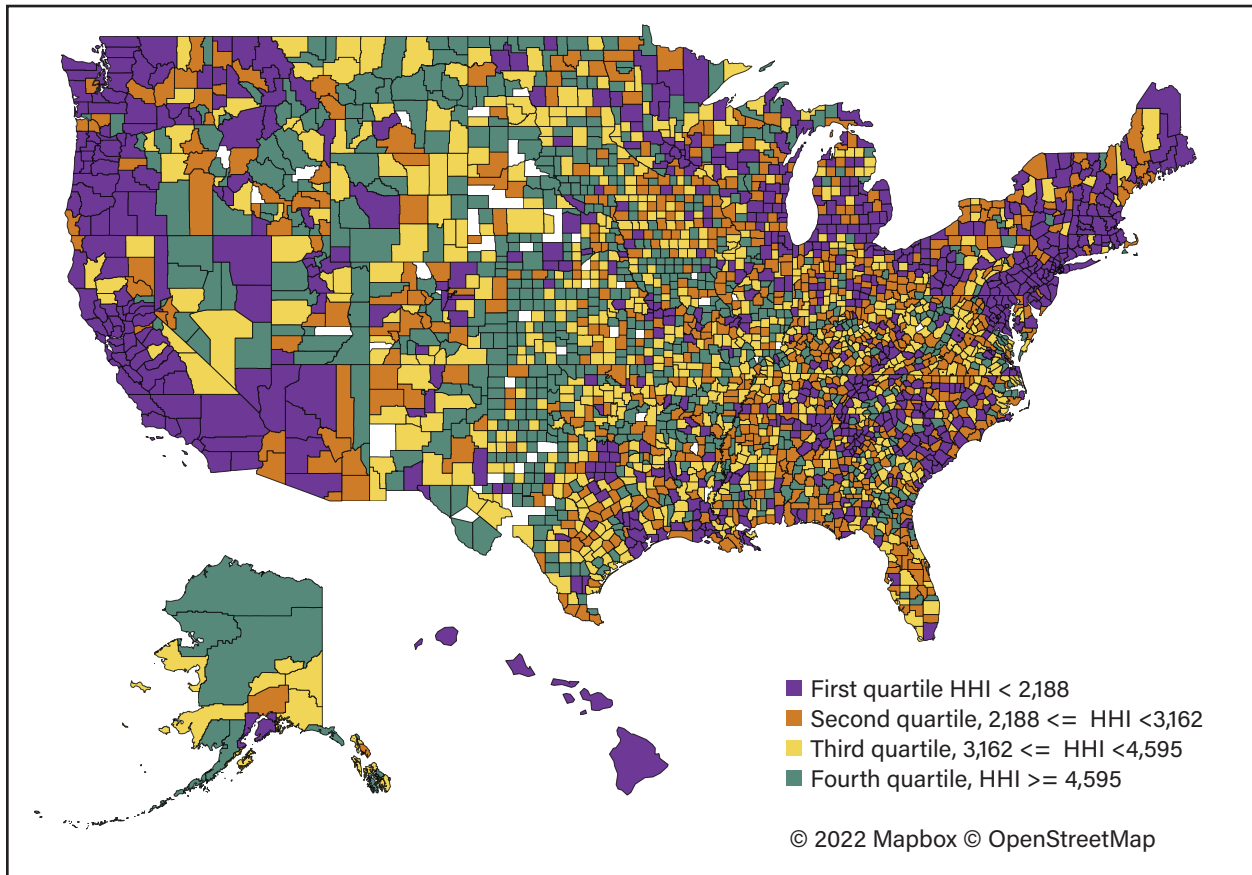 First quartile HHI < 2,188
Second quartile, 2,188 <= HHI <3,162
Third quartile, 3,162 <= HHI <4,595
Fourth quartile, HHI >= 4,595
© 2022 Mapbox © OpenStreetMap